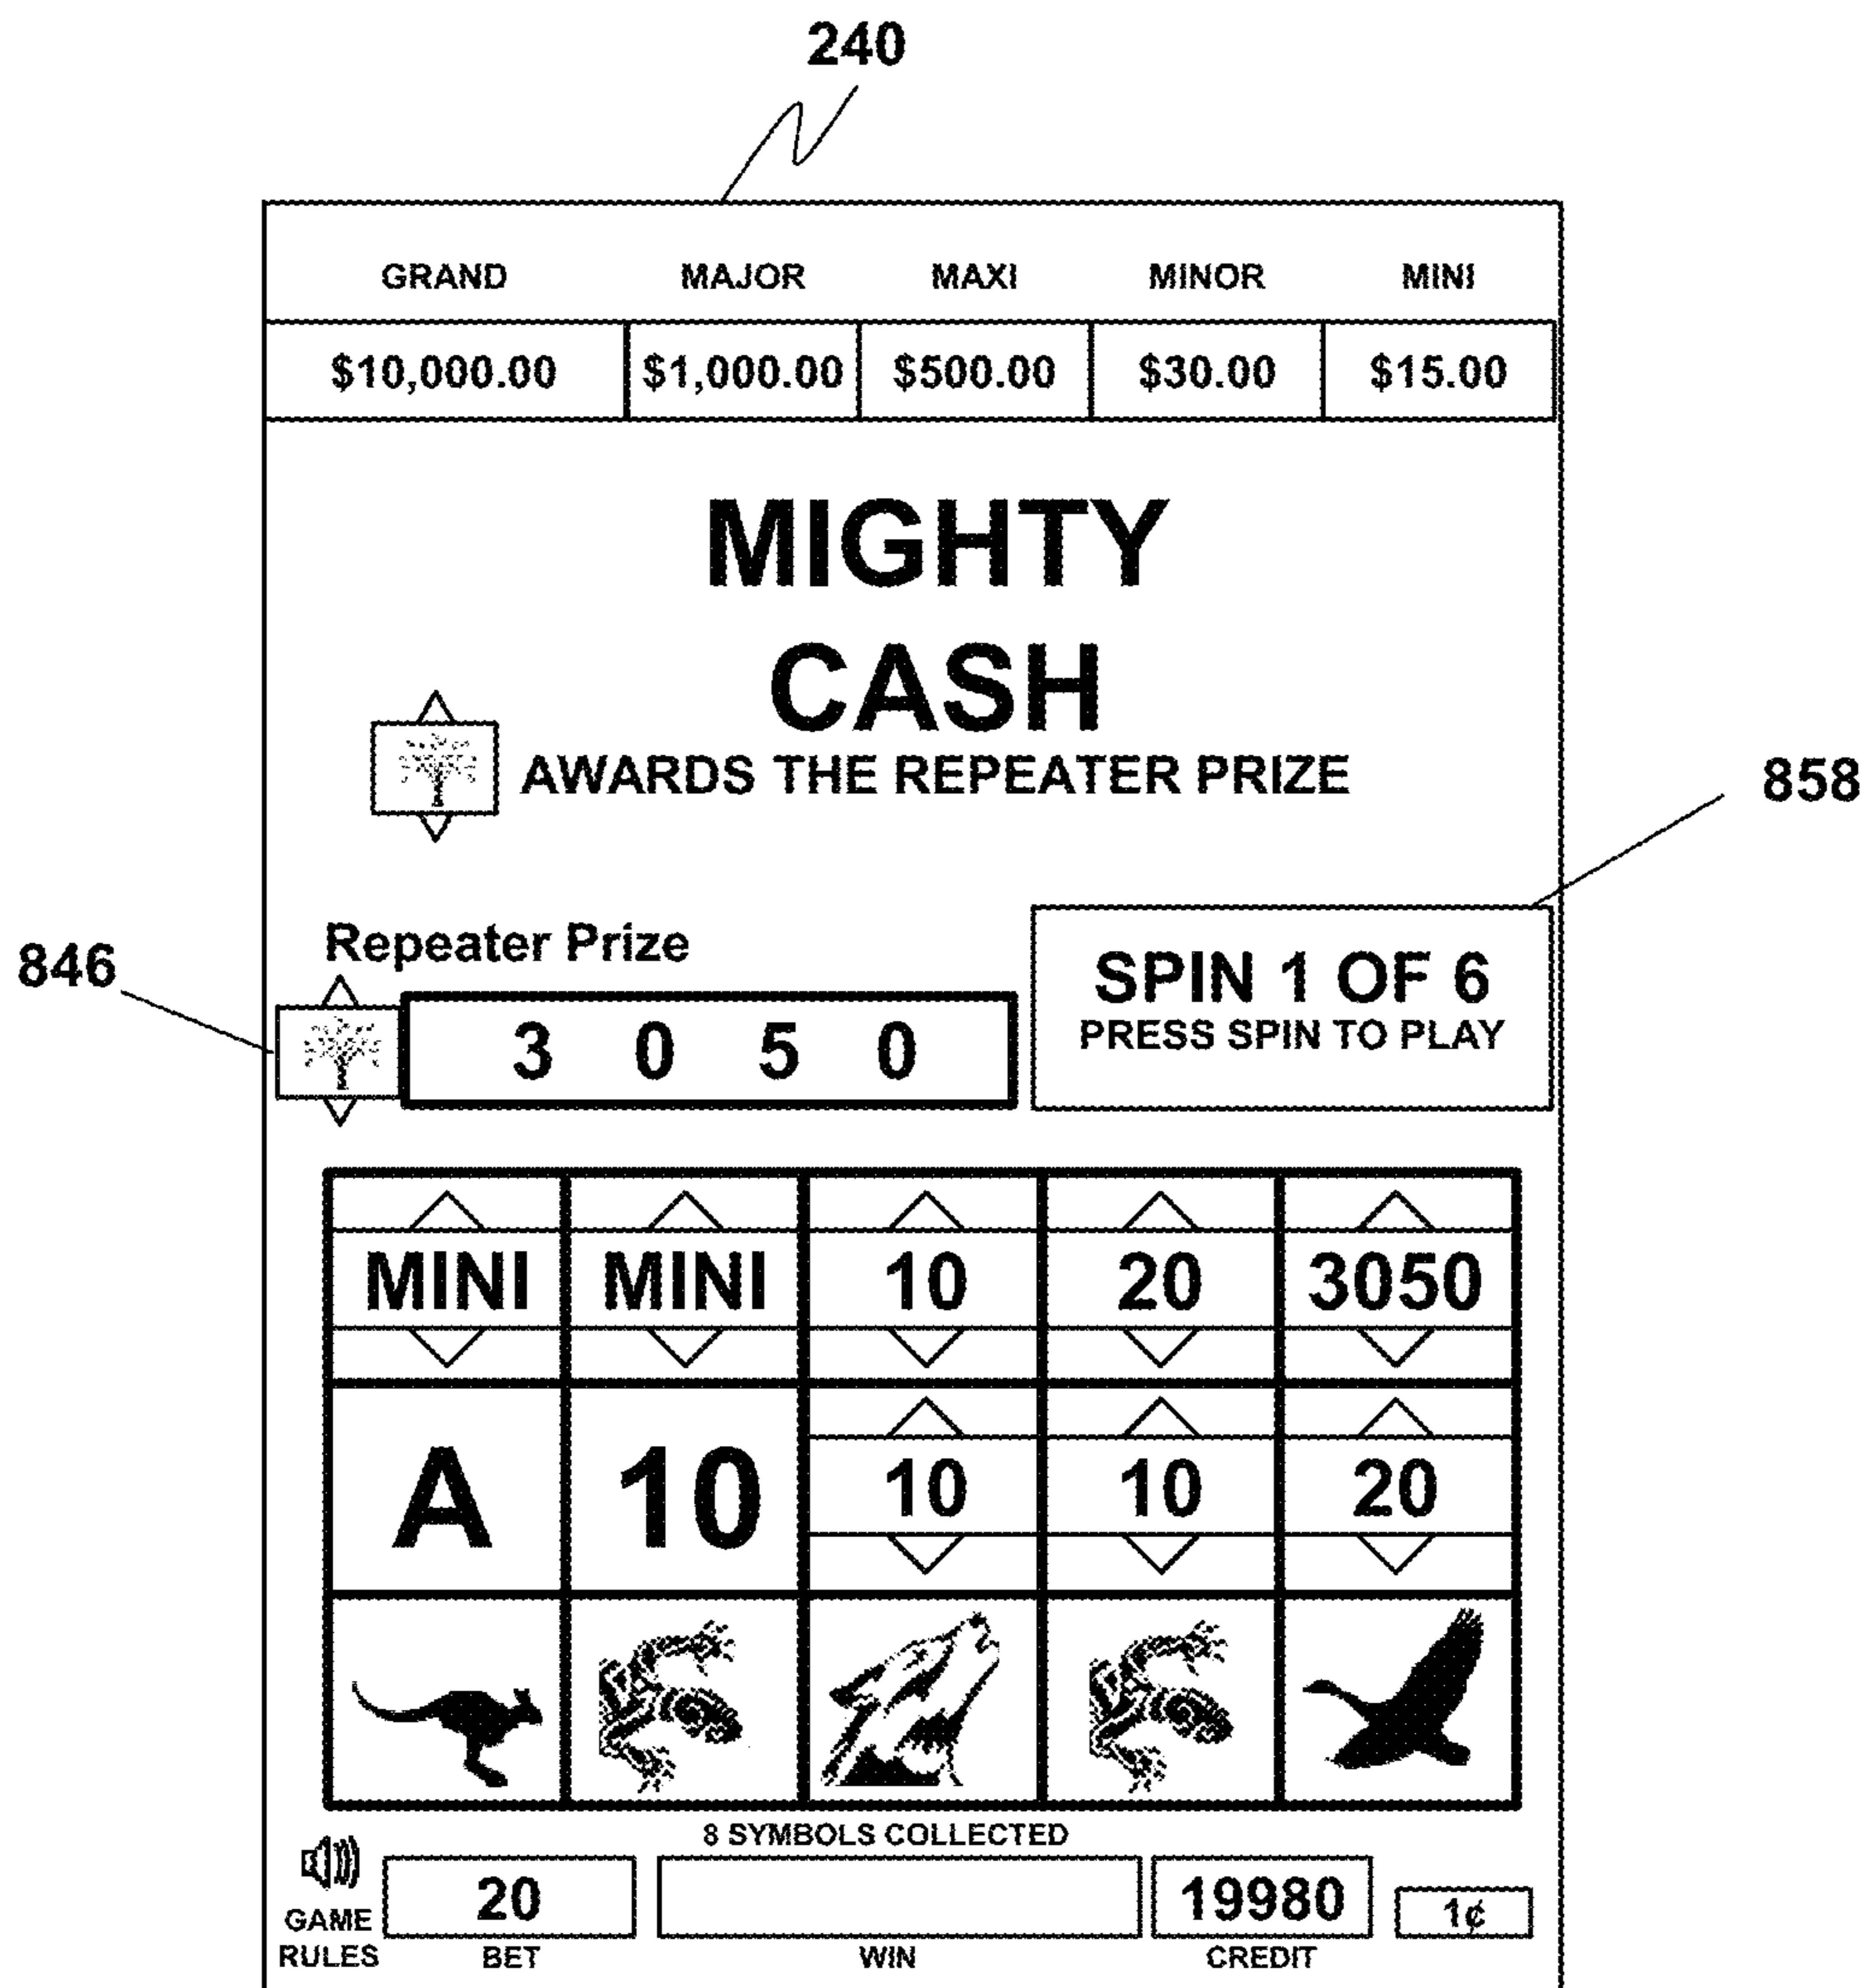 240
GRAND MAJOR MAXI MINOR MINI
$10,000.00 $1,000.00 $500.00 $30.00 $15.00
MIGHTY
CASH
AWARDS THE REPEATER PRIZE
858
Repeater Prize
846
3 0 5 0
SPIN 1 OF 6
PRESS SPIN TO PLAY
MINI MINI 10 20 3050
A 10 10 10 20
8 SYMBOLS COLLECTED
20 19980 1¢
GAME
RULES BET WIN CREDIT